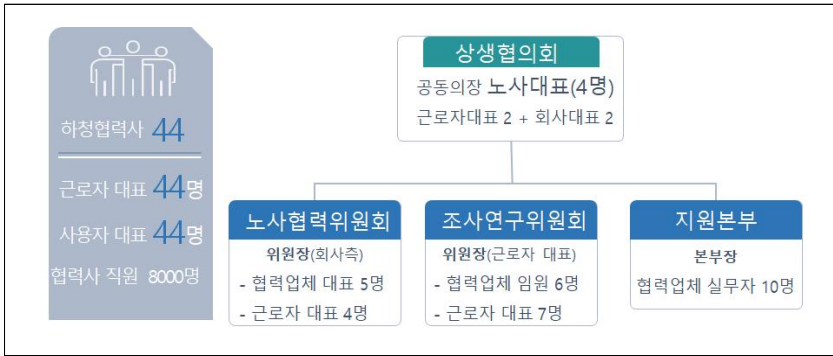 하청협력사 44
근로자 대표 44명
사용자 대표 44명
협력사 직원 8000명
상생협의회
공동의장 노사대표(4명)
근로자대표 2 + 회사대표 2
노사협력위원회
위원장(회사측)
- 협력업체 대표 5명
- 근로자 대표 4명
조사연구위원회
위원장(근로자 대표)
- 협력업체 임원 6명
- 근로자 대표 7명
지원본부
본부장
협력업체 실무자 10명